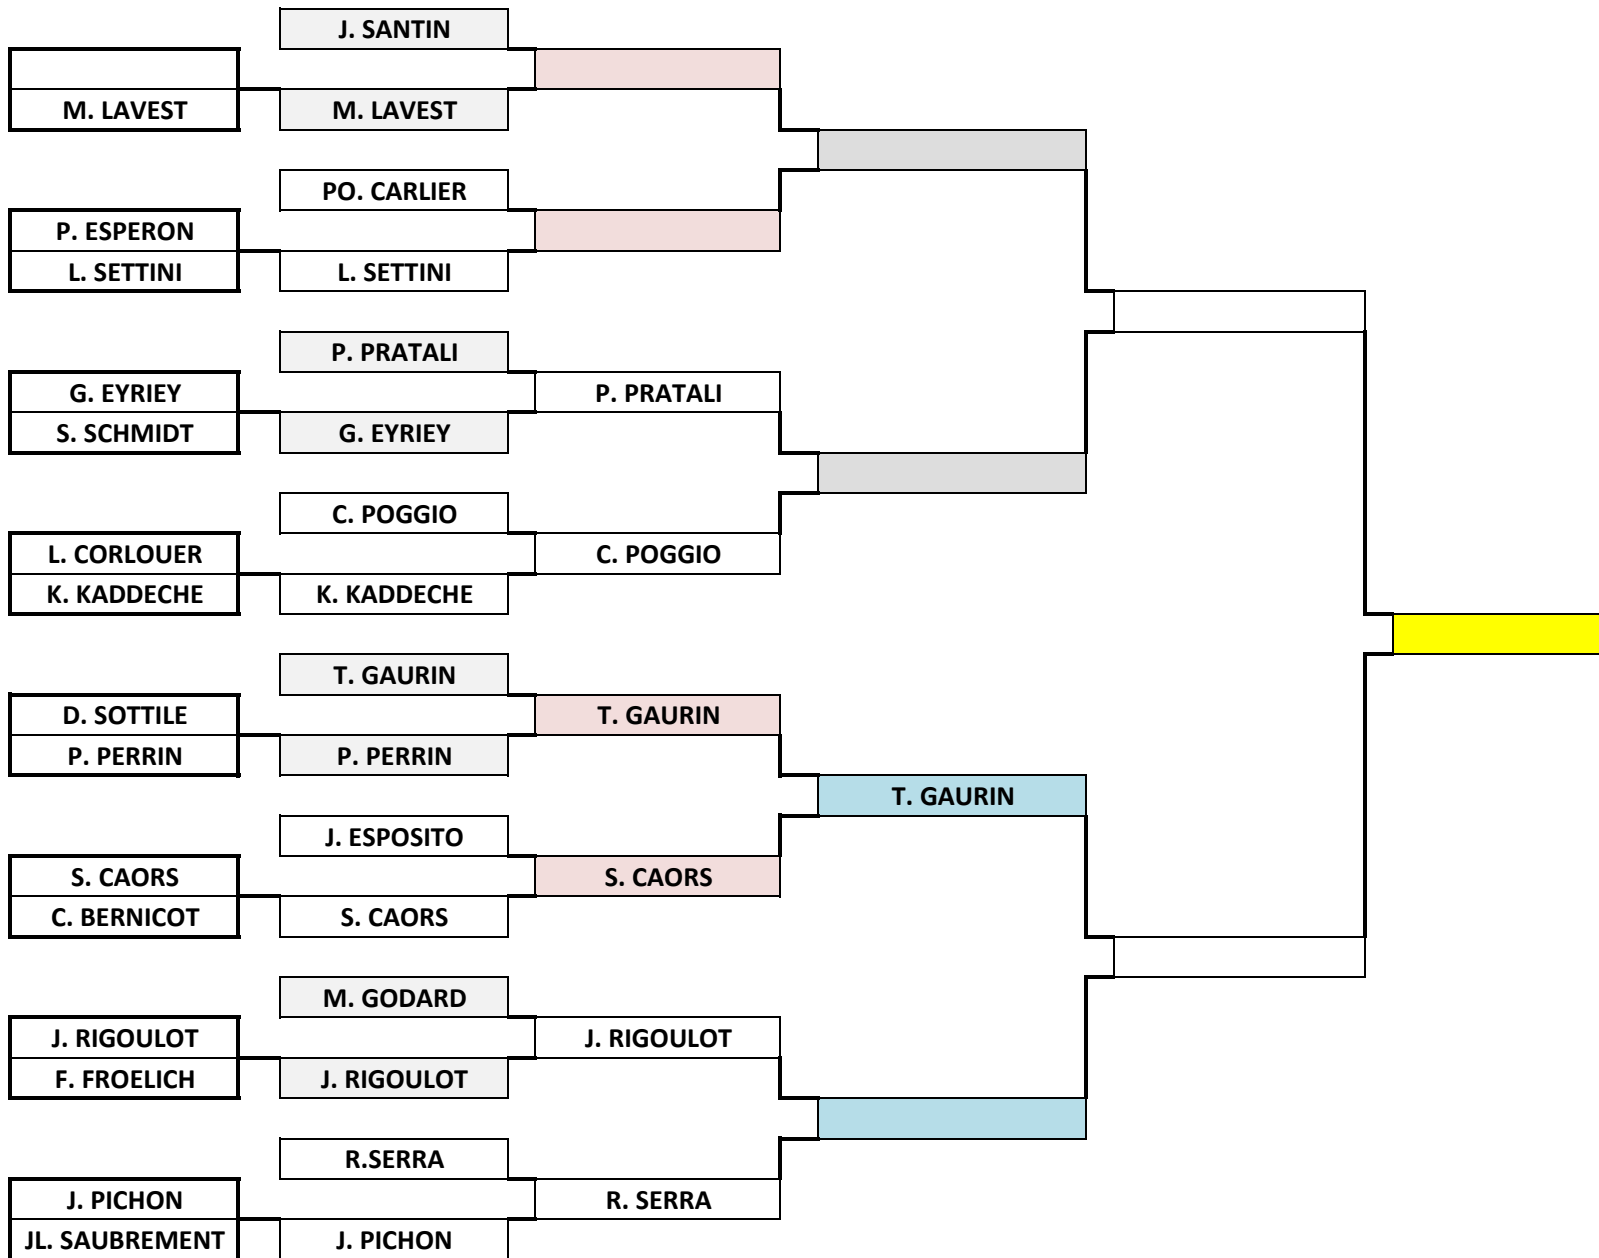 J. SANTIN
M. LAVEST
M. LAVEST
PO. CARLIER
P. ESPERON
L. SETTINI
L. SETTINI
P. PRATALI
G. EYRIEY
P. PRATALI
S. SCHMIDT
G. EYRIEY
C. POGGIO
L. CORLOUER
C. POGGIO
K. KADDECHE
K. KADDECHE
T. GAURIN
D. SOTTILE
T. GAURIN
P. PERRIN
P. PERRIN
T. GAURIN
J. ESPOSITO
S. CAORS
S. CAORS
C. BERNICOT
S. CAORS
M. GODARD
J. RIGOULOT
J. RIGOULOT
F. FROELICH
J. RIGOULOT
R.SERRA
J. PICHON
R. SERRA
JL. SAUBREMENT
J. PICHON